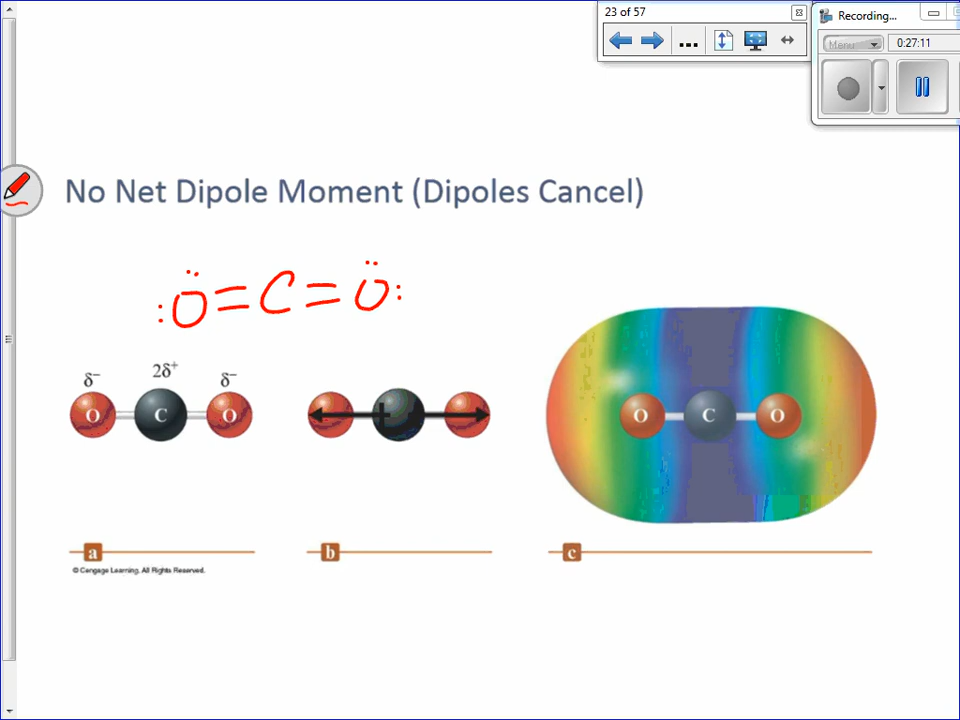 23 of 57
Recording...
Menu
0:27:11
No Net Dipole Moment (Dipoles Cancel)
:Ö=C=Ö:
δ⁻ 2δ⁺ δ⁻
O C O
O C O
a b c
© Cengage Learning. All Rights Reserved.